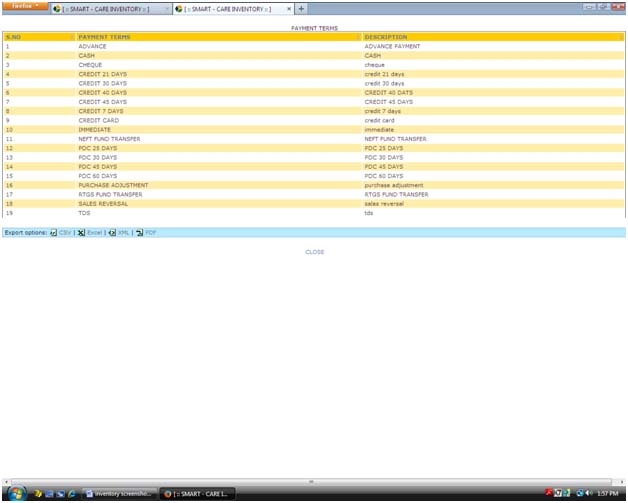 Firefox
[ :: SMART - CARE INVENTORY :: ] × [ :: SMART - CARE INVENTORY :: ] × +
PAYMENT TERMS
S.NO PAYMENT TERMS DESCRIPTION
1 ADVANCE ADVANCE PAYMENT
2 CASH CASH
3 CHEQUE cheque
4 CREDIT 21 DAYS credit 21 days
5 CREDIT 30 DAYS credit 30 days
6 CREDIT 40 DAYS CREDIT 40 DATS
7 CREDIT 45 DAYS CREDIT 45 DAYS
8 CREDIT 7 DAYS credit 7 days
9 CREDIT CARD credit card
10 IMMEDIATE immediate
11 NEFT FUND TRANSFER NEFT FUND TRANSFER
12 PDC 25 DAYS PDC 25 DAYS
13 PDC 30 DAYS PDC 30 DAYS
14 PDC 45 DAYS PDC 45 DAYS
15 PDC 60 DAYS PDC 60 DAYS
16 PURCHASE ADJUSTMENT purchase adjustment
17 RTGS FUND TRANSFER RTGS FUND TRANSFER
18 SALES REVERSAL sales reversal
19 TDS tds
Export options: CSV | Excel | XML | PDF
CLOSE
inventory screensho... [ :: SMART - CARE I... 1:57 PM